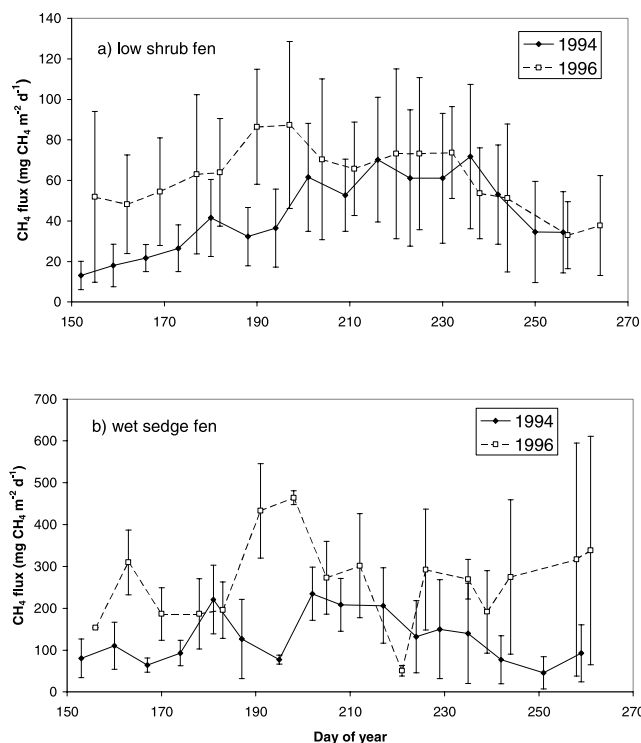 140
120
100
80
60
40
20
0
CH₄ flux (mg CH₄ m⁻² d⁻¹)
a) low shrub fen
1994
1996
150 170 190 210 230 250 270
700
600
500
400
300
200
100
0
CH₄ flux (mg CH₄ m⁻² d⁻¹)
b) wet sedge fen
1994
1996
150 170 190 210 230 250 270
Day of year